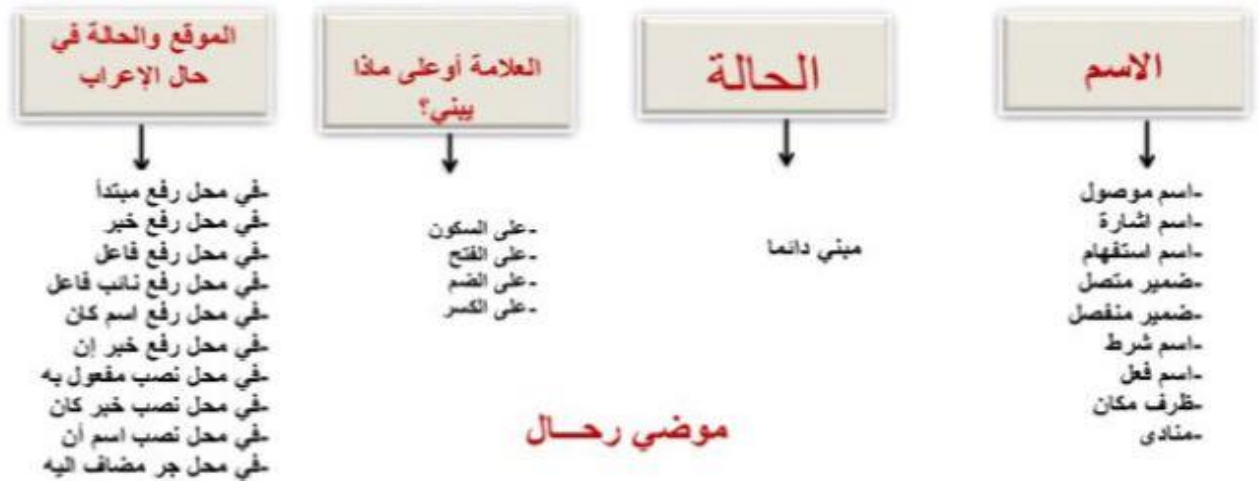 الاسم
-اسم موصول
-اسم اشارة
-اسم استفهام
-ضمير متصل
-ضمير منفصل
-اسم شرط
-اسم فعل
-ظرف مكان
-منادى
الحالة
مبني دائما
العلامة أوعلى ماذا
يبني؟
-على السكون
-على الفتح
-على الضم
-على الكسر
الموقع والحالة في
حال الإعراب
-في محل رفع مبتدأ
-في محل رفع خبر
-في محل رفع فاعل
-في محل رفع نائب فاعل
-في محل رفع اسم كان
-في محل رفع خبر إن
-في محل نصب مفعول به
-في محل نصب خبر كان
-في محل نصب اسم أن
-في محل جر مضاف اليه
موضي رحـــال